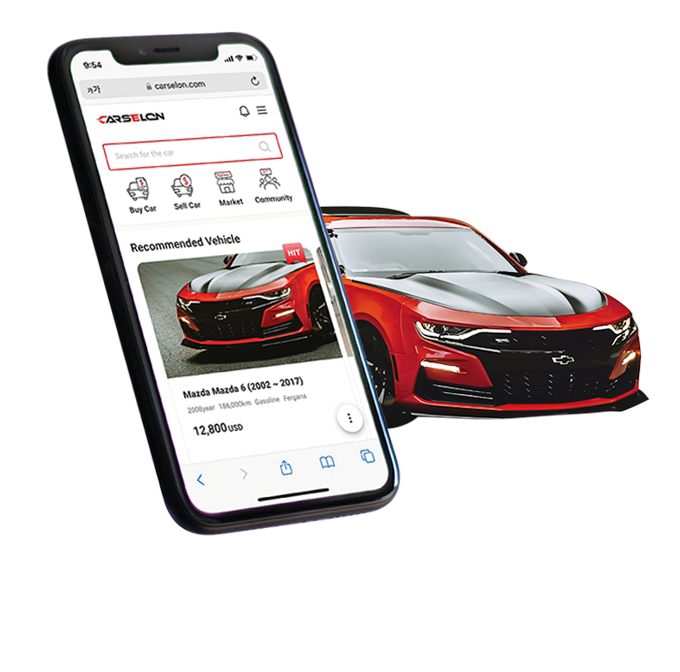 9:54
가가 carselon.com
CARSELON
Search for the car
Buy Car Sell Car Market Community
Recommended Vehicle
HIT
Mazda Mazda 6 (2002 ~ 2017)
2008year 186,000km Gasoline Fergana
12,800USD